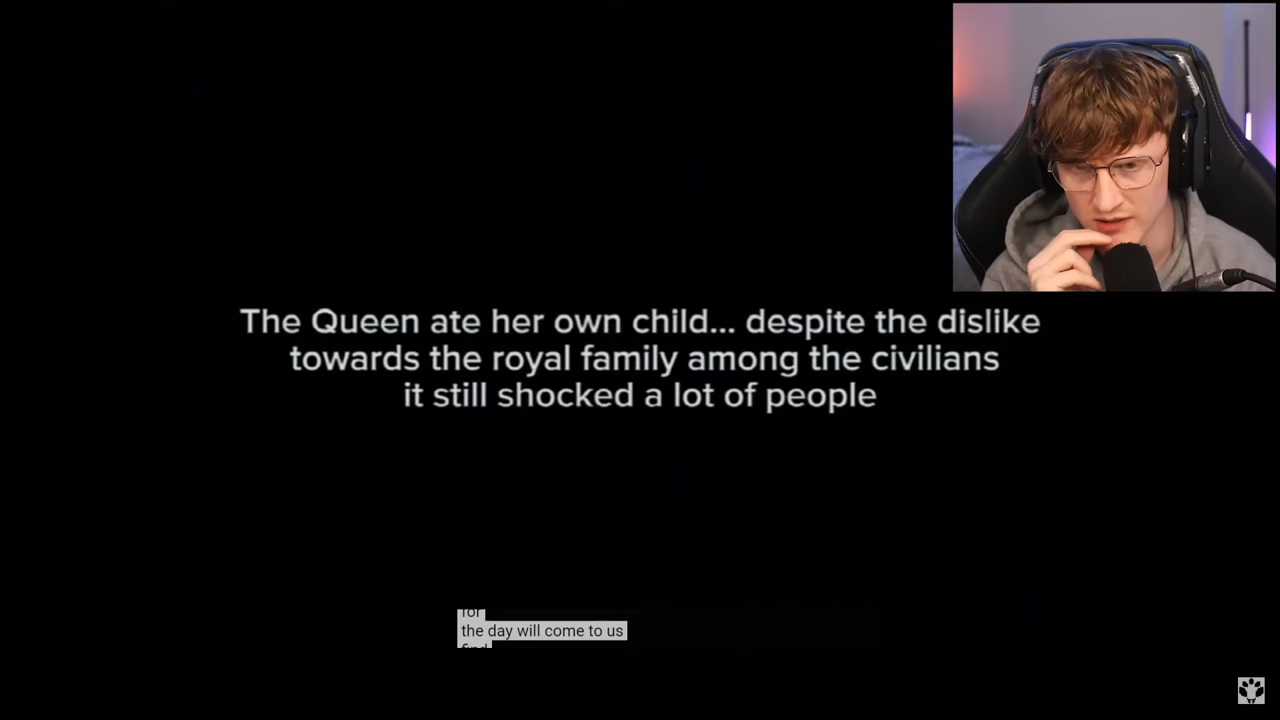 The Queen ate her own child... despite the dislike
towards the royal family among the civilians
it still shocked a lot of people
for
the day will come to us